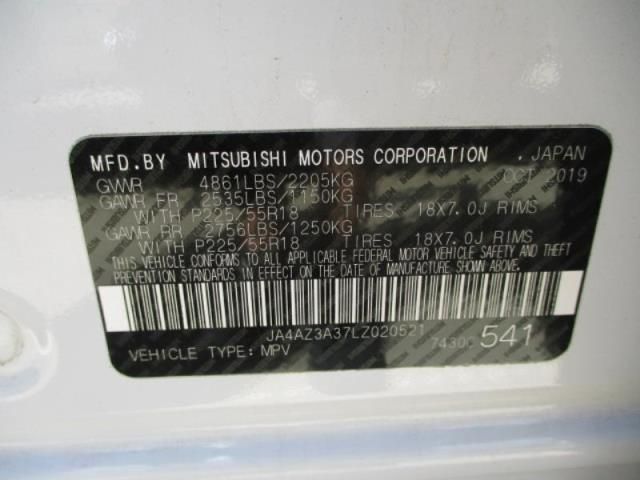 MFD.BY MITSUBISHI MOTORS CORPORATION . JAPAN
GWR 4861LBS/2205KG OCT 2019
GAWR FR 2535LBS/1150KG
WITH P225/55R18 TIRES 18X7.0J RIMS
GAWR RR 2756LBS/1250KG
WITH P225/55R18 TIRES 18X7.0J RIMS
THIS VEHICLE CONFORMS TO ALL APPLICABLE FEDERAL MOTOR VEHICLE SAFETY AND THEFT
PREVENTION STANDARDS IN EFFECT ON THE DATE OF MANUFACTURE SHOWN ABOVE.
JA4AZ3A37LZ020521
VEHICLE TYPE: MPV 7430C 541